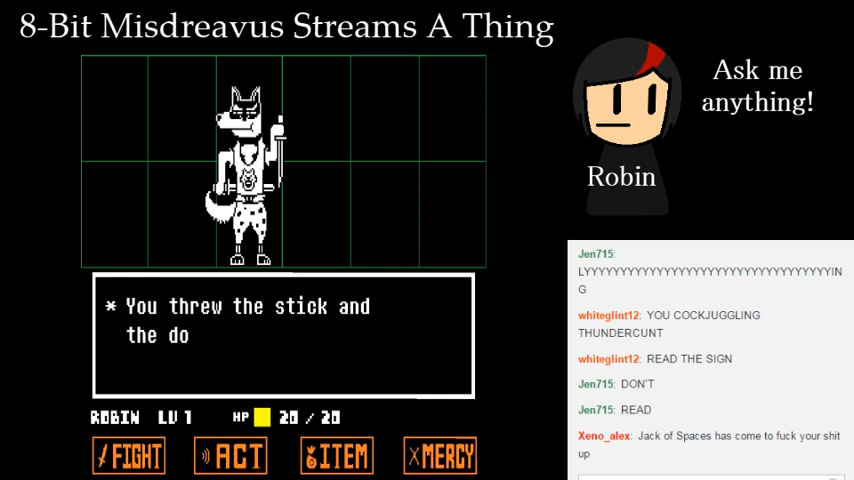 8-Bit Misdreavus Streams A Thing
Ask me
anything!
Robin
* You threw the stick and
the do
ROBIN LV 1 HP 20 / 20
FIGHT ACT ITEM MERCY
Jen715:
LYYYYYYYYYYYYYYYYYYYYYYYYYYYYYYYYYYYYYIN
G
whiteglint12: YOU COCKJUGGLING
THUNDERCUNT
whiteglint12: READ THE SIGN
Jen715: DON'T
Jen715: READ
Xeno_alex: Jack of Spaces has come to fuck your shit
up